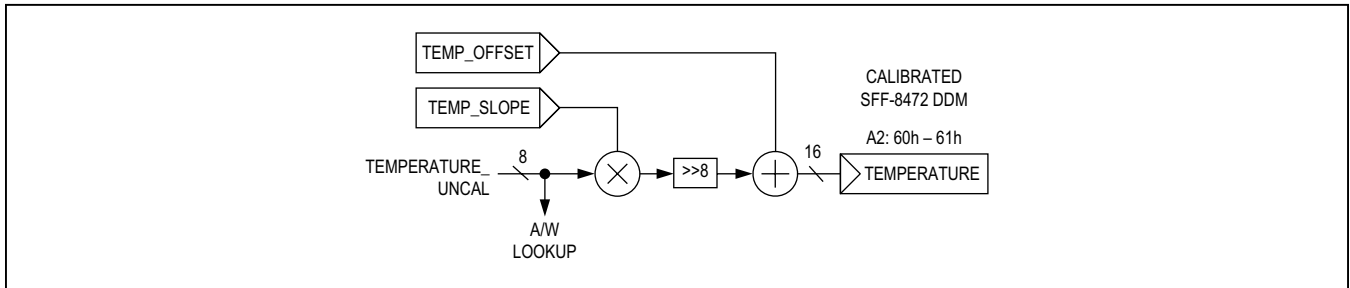 TEMP_OFFSET
CALIBRATED
SFF-8472 DDM
TEMP_SLOPE
A2: 60h – 61h
TEMPERATURE_
UNCAL
8
>>8
16
TEMPERATURE
A/W
LOOKUP